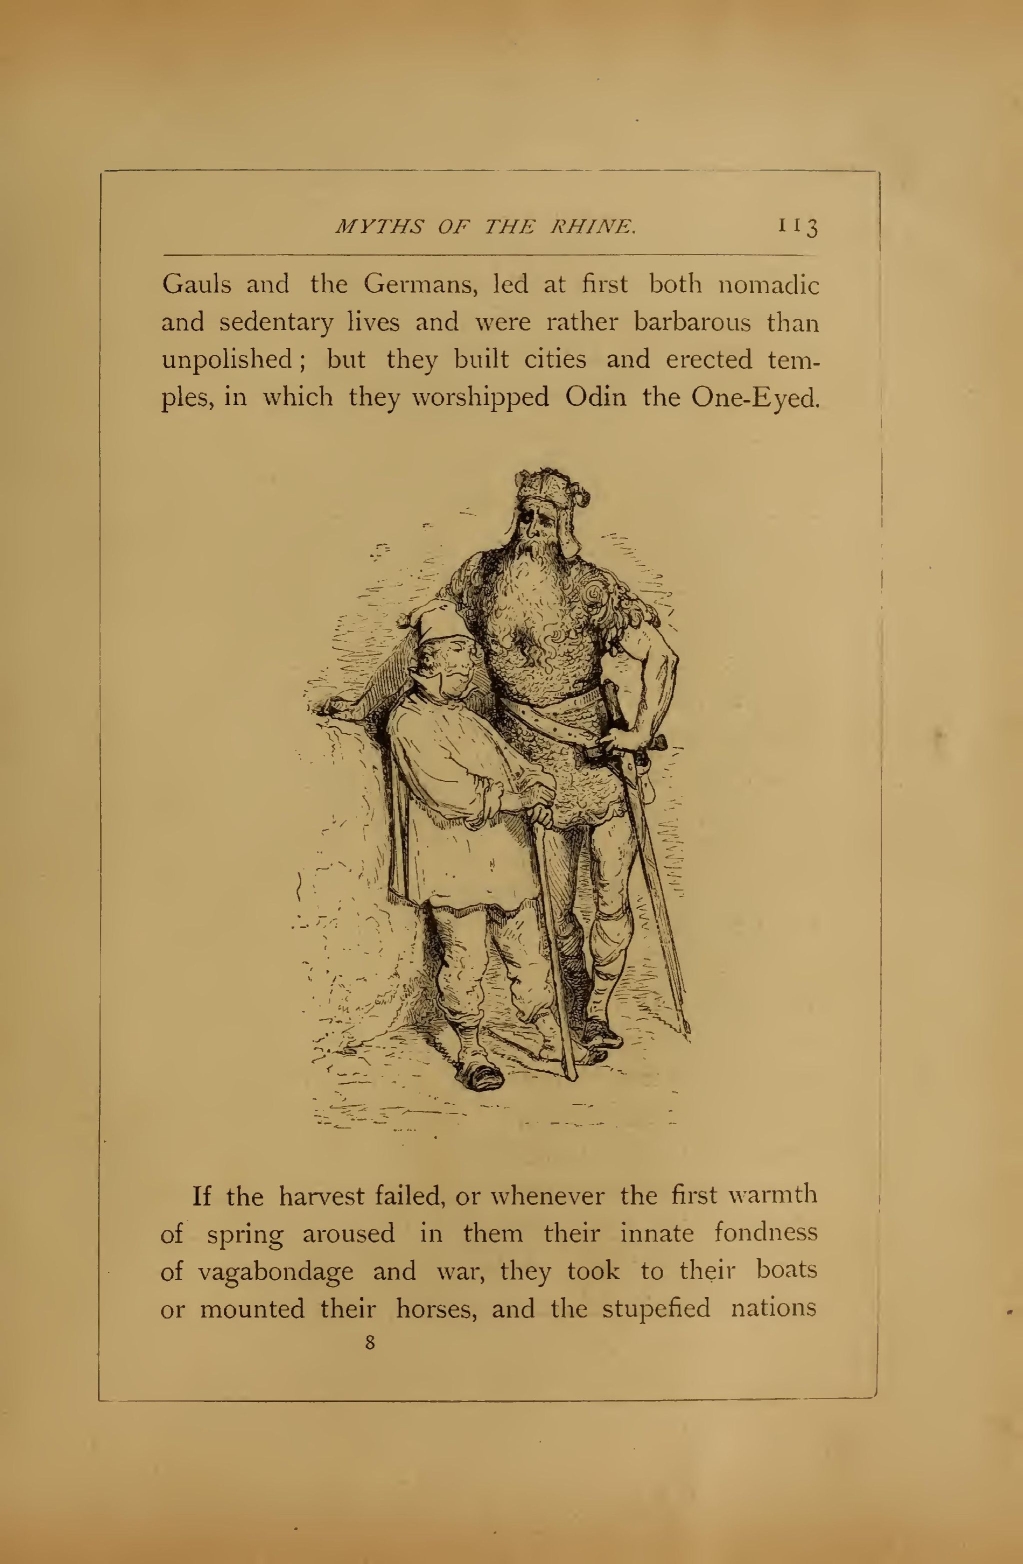 MYTHS OF THE RHINE. 113
Gauls and the Germans, led at first both nomadic
and sedentary lives and were rather barbarous than
unpolished; but they built cities and erected tem-
ples, in which they worshipped Odin the One-Eyed.
If the harvest failed, or whenever the first warmth
of spring aroused in them their innate fondness
of vagabondage and war, they took to their boats
or mounted their horses, and the stupefied nations
8